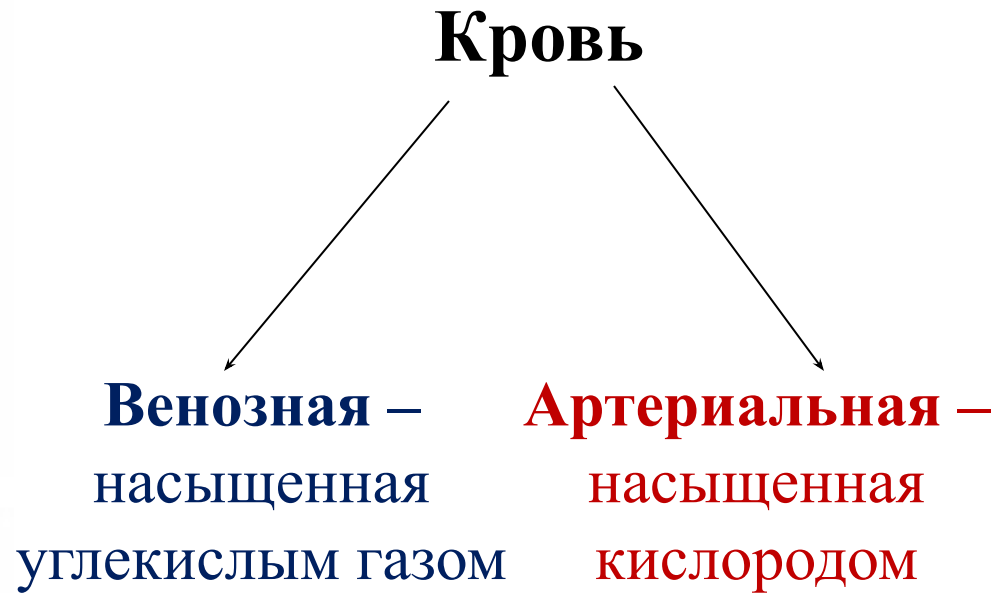 Кровь
Венозная –
насыщенная
углекислым газом
Артериальная –
насыщенная
кислородом